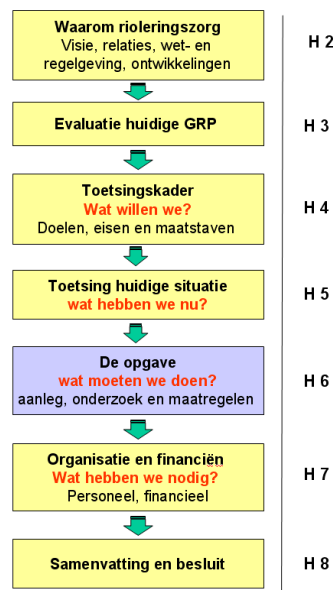 Waarom rioleringszorg
Visie, relaties, wet- en
regelgeving, ontwikkelingen
H 2
Evaluatie huidige GRP
H 3
Toetsingskader
Wat willen we?
Doelen, eisen en maatstaven
H 4
Toetsing huidige situatie
wat hebben we nu?
H 5
De opgave
wat moeten we doen?
aanleg, onderzoek en maatregelen
H 6
Organisatie en financiën
Wat hebben we nodig?
Personeel, financieel
H 7
Samenvatting en besluit
H 8